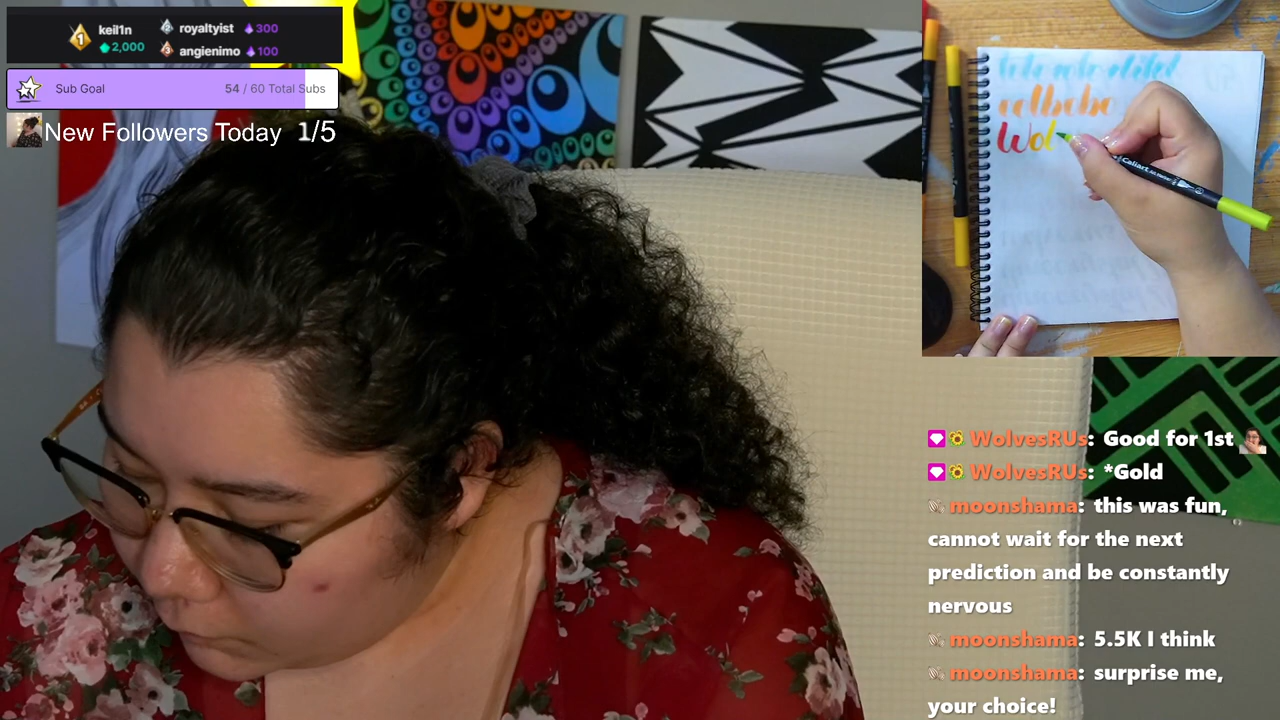 keil1n
2,000
royaltyist 300
angienimo 100
Sub Goal
54 / 60 Total Subs
New Followers Today 1/5
Wol
Caliart
WolvesRUs: Good for 1st
WolvesRUs: *Gold
moonshama: this was fun,
cannot wait for the next
prediction and be constantly
nervous
moonshama: 5.5K I think
moonshama: surprise me,
your choice!